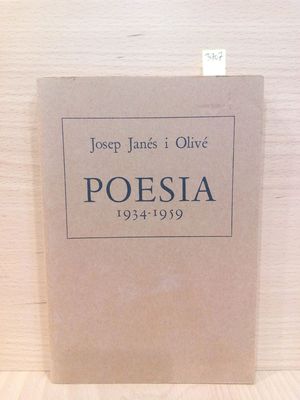 Josep Janés i Olivé
POESIA
1934-1959